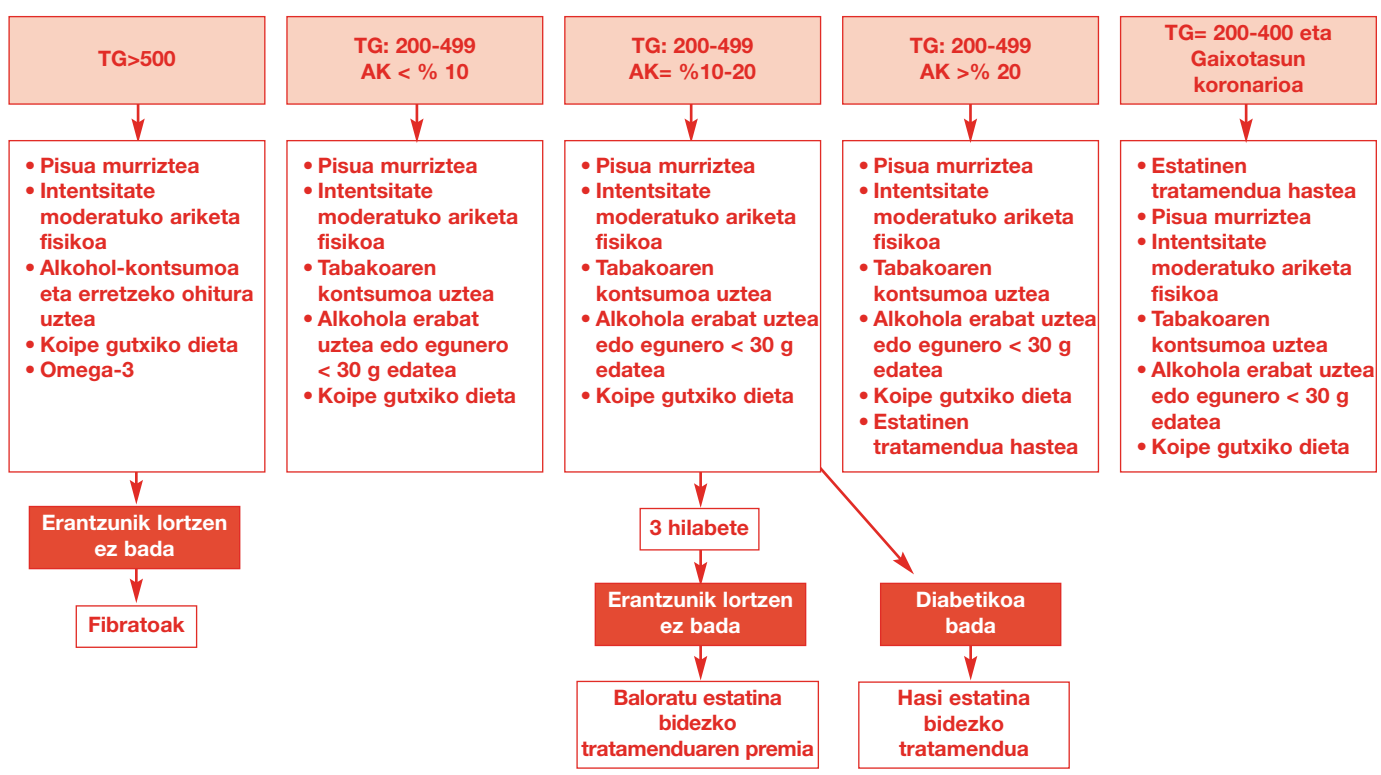 TG>500
TG: 200-499
AK < % 10
TG: 200-499
AK= %10-20
TG: 200-499
AK >% 20
TG= 200-400 eta
Gaixotasun
koronarioa
• Pisua murriztea
• Intentsitate
moderatuko ariketa
fisikoa
• Alkohol-kontsumoa
eta erretzeko ohitura
uztea
• Koipe gutxiko dieta
• Omega-3
• Pisua murriztea
• Intentsitate
moderatuko ariketa
fisikoa
• Tabakoaren
kontsumoa uztea
• Alkohola erabat
uztea edo egunero
< 30 g edatea
• Koipe gutxiko dieta
• Pisua murriztea
• Intentsitate
moderatuko ariketa
fisikoa
• Tabakoaren
kontsumoa uztea
• Alkohola erabat uztea
edo egunero < 30 g
edatea
• Koipe gutxiko dieta
• Pisua murriztea
• Intentsitate
moderatuko ariketa
fisikoa
• Tabakoaren
kontsumoa uztea
• Alkohola erabat uztea
edo egunero < 30 g
edatea
• Koipe gutxiko dieta
• Estatinen
tratamendua hastea
• Estatinen
tratamendua hastea
• Pisua murriztea
• Intentsitate
moderatuko ariketa
fisikoa
• Tabakoaren
kontsumoa uztea
• Alkohola erabat uztea
edo egunero < 30 g
edatea
• Koipe gutxiko dieta
Erantzunik lortzen
ez bada
Fibratoak
3 hilabete
Erantzunik lortzen
ez bada
Baloratu estatina
bidezko
tratamenduaren premia
Diabetikoa
bada
Hasi estatina
bidezko
tratamendua